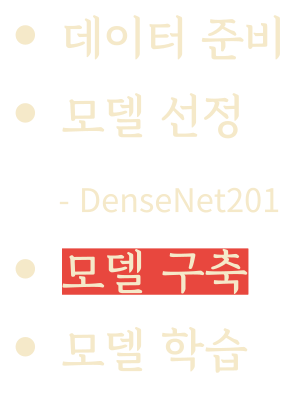 • 데이터 준비
• 모델 선정
- DenseNet201
• 모델 구축
• 모델 학습